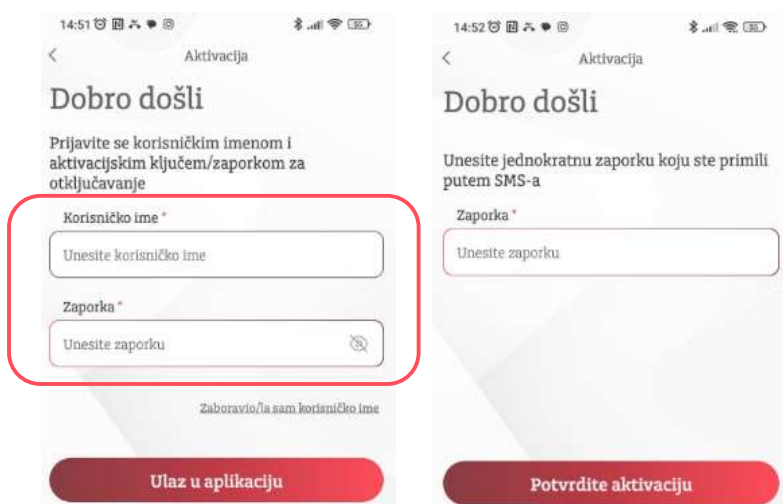 14:51
55
Aktivacija
Dobro došli
Prijavite se korisničkim imenom i
aktivacijskim ključem/zaporkom za
otključavanje
Korisničko ime *
Unesite korisničko ime
Zaporka *
Unesite zaporku
Zaboravio/la sam korisničko ime
Ulaz u aplikaciju
14:52
Aktivacija
Dobro došli
Unesite jednokratnu zaporku koju ste primili
putem SMS-a
Zaporka *
Unesite zaporku
Potvrdite aktivaciju